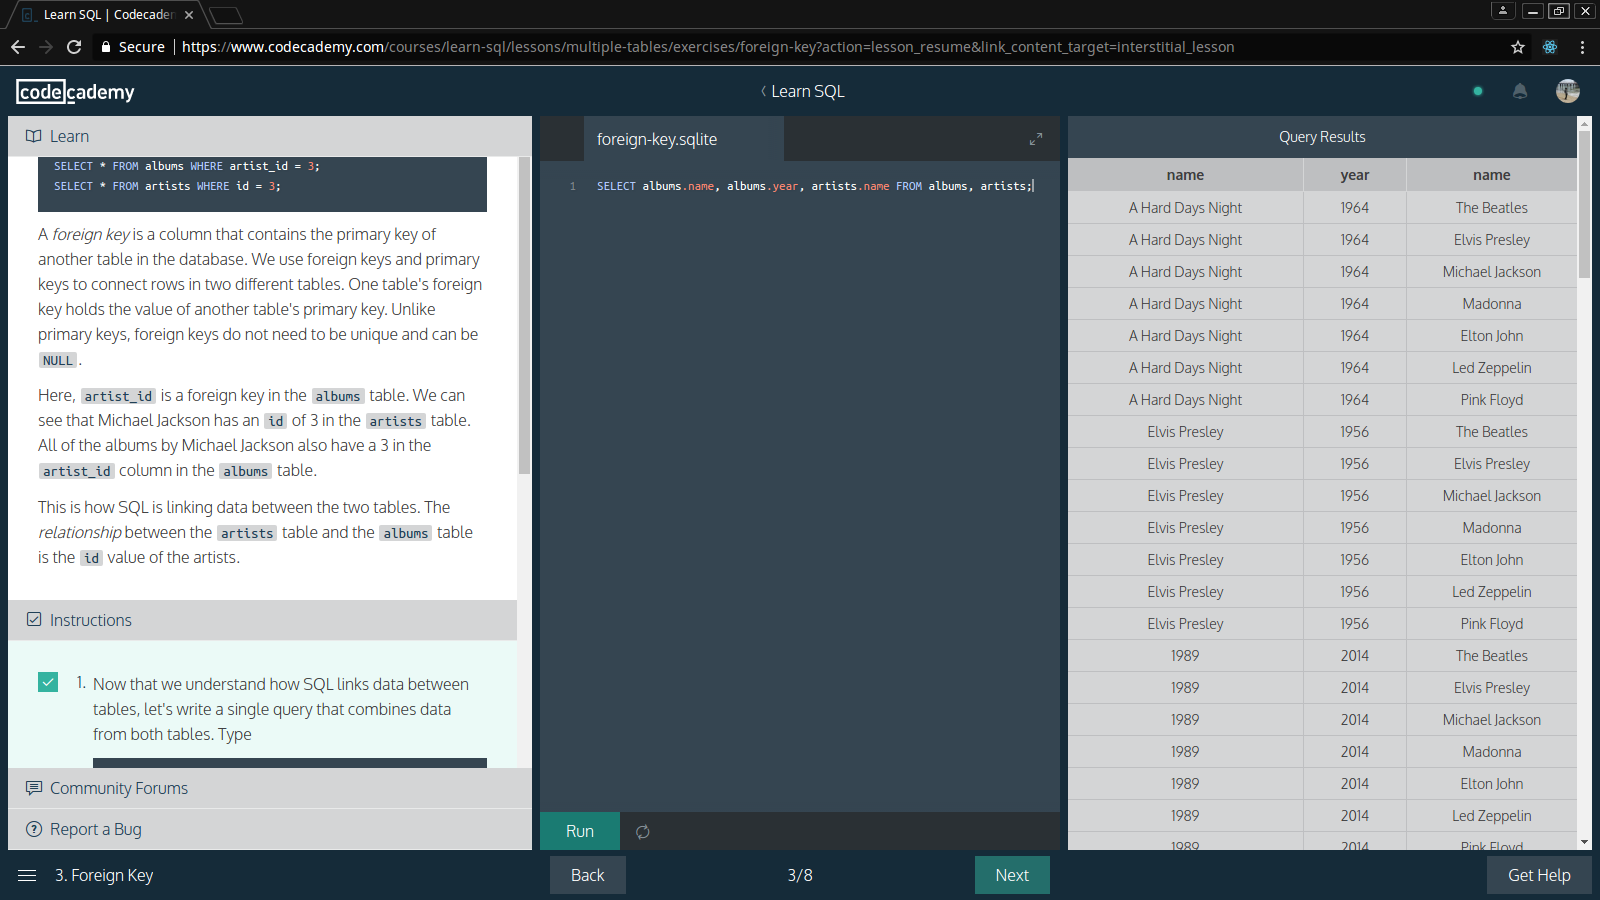 Learn SQL | Codecader
Secure | https://www.codecademy.com/courses/learn-sql/lessons/multiple-tables/exercises/foreign-key?action=lesson_resume&link_content_target=interstitial_lesson
codecademy
Learn SQL
Learn
SELECT * FROM albums WHERE artist_id = 3;
SELECT * FROM artists WHERE id = 3;
A foreign key is a column that contains the primary key of
another table in the database. We use foreign keys and primary
keys to connect rows in two different tables. One table's foreign
key holds the value of another table's primary key. Unlike
primary keys, foreign keys do not need to be unique and can be
NULL.
Here, artist_id is a foreign key in the albums table. We can
see that Michael Jackson has an id of 3 in the artists table.
All of the albums by Michael Jackson also have a 3 in the
artist_id column in the albums table.
This is how SQL is linking data between the two tables. The
relationship between the artists table and the albums table
is the id value of the artists.
Instructions
1. Now that we understand how SQL links data between
tables, let's write a single query that combines data
from both tables. Type
Community Forums
Report a Bug
foreign-key.sqlite
1 SELECT albums.name, albums.year, artists.name FROM albums, artists;
Run
Query Results
name year name
A Hard Days Night 1964 The Beatles
A Hard Days Night 1964 Elvis Presley
A Hard Days Night 1964 Michael Jackson
A Hard Days Night 1964 Madonna
A Hard Days Night 1964 Elton John
A Hard Days Night 1964 Led Zeppelin
A Hard Days Night 1964 Pink Floyd
Elvis Presley 1956 The Beatles
Elvis Presley 1956 Elvis Presley
Elvis Presley 1956 Michael Jackson
Elvis Presley 1956 Madonna
Elvis Presley 1956 Elton John
Elvis Presley 1956 Led Zeppelin
Elvis Presley 1956 Pink Floyd
1989 2014 The Beatles
1989 2014 Elvis Presley
1989 2014 Michael Jackson
1989 2014 Madonna
1989 2014 Elton John
1989 2014 Led Zeppelin
1989 2014 Pink Floyd
3. Foreign Key
Back
3/8
Next
Get Help